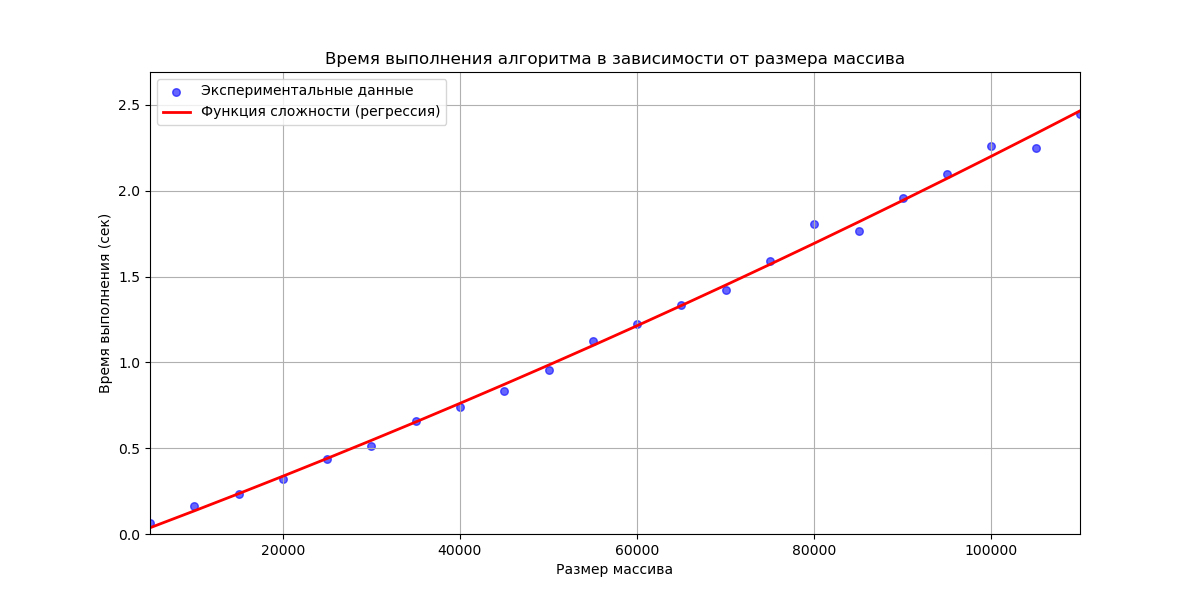 Время выполнения алгоритма в зависимости от размера массива
Экспериментальные данные
Функция сложности (регрессия)
Время выполнения (сек)
2.5
2.0
1.5
1.0
0.5
0.0
20000 40000 60000 80000 100000
Размер массива